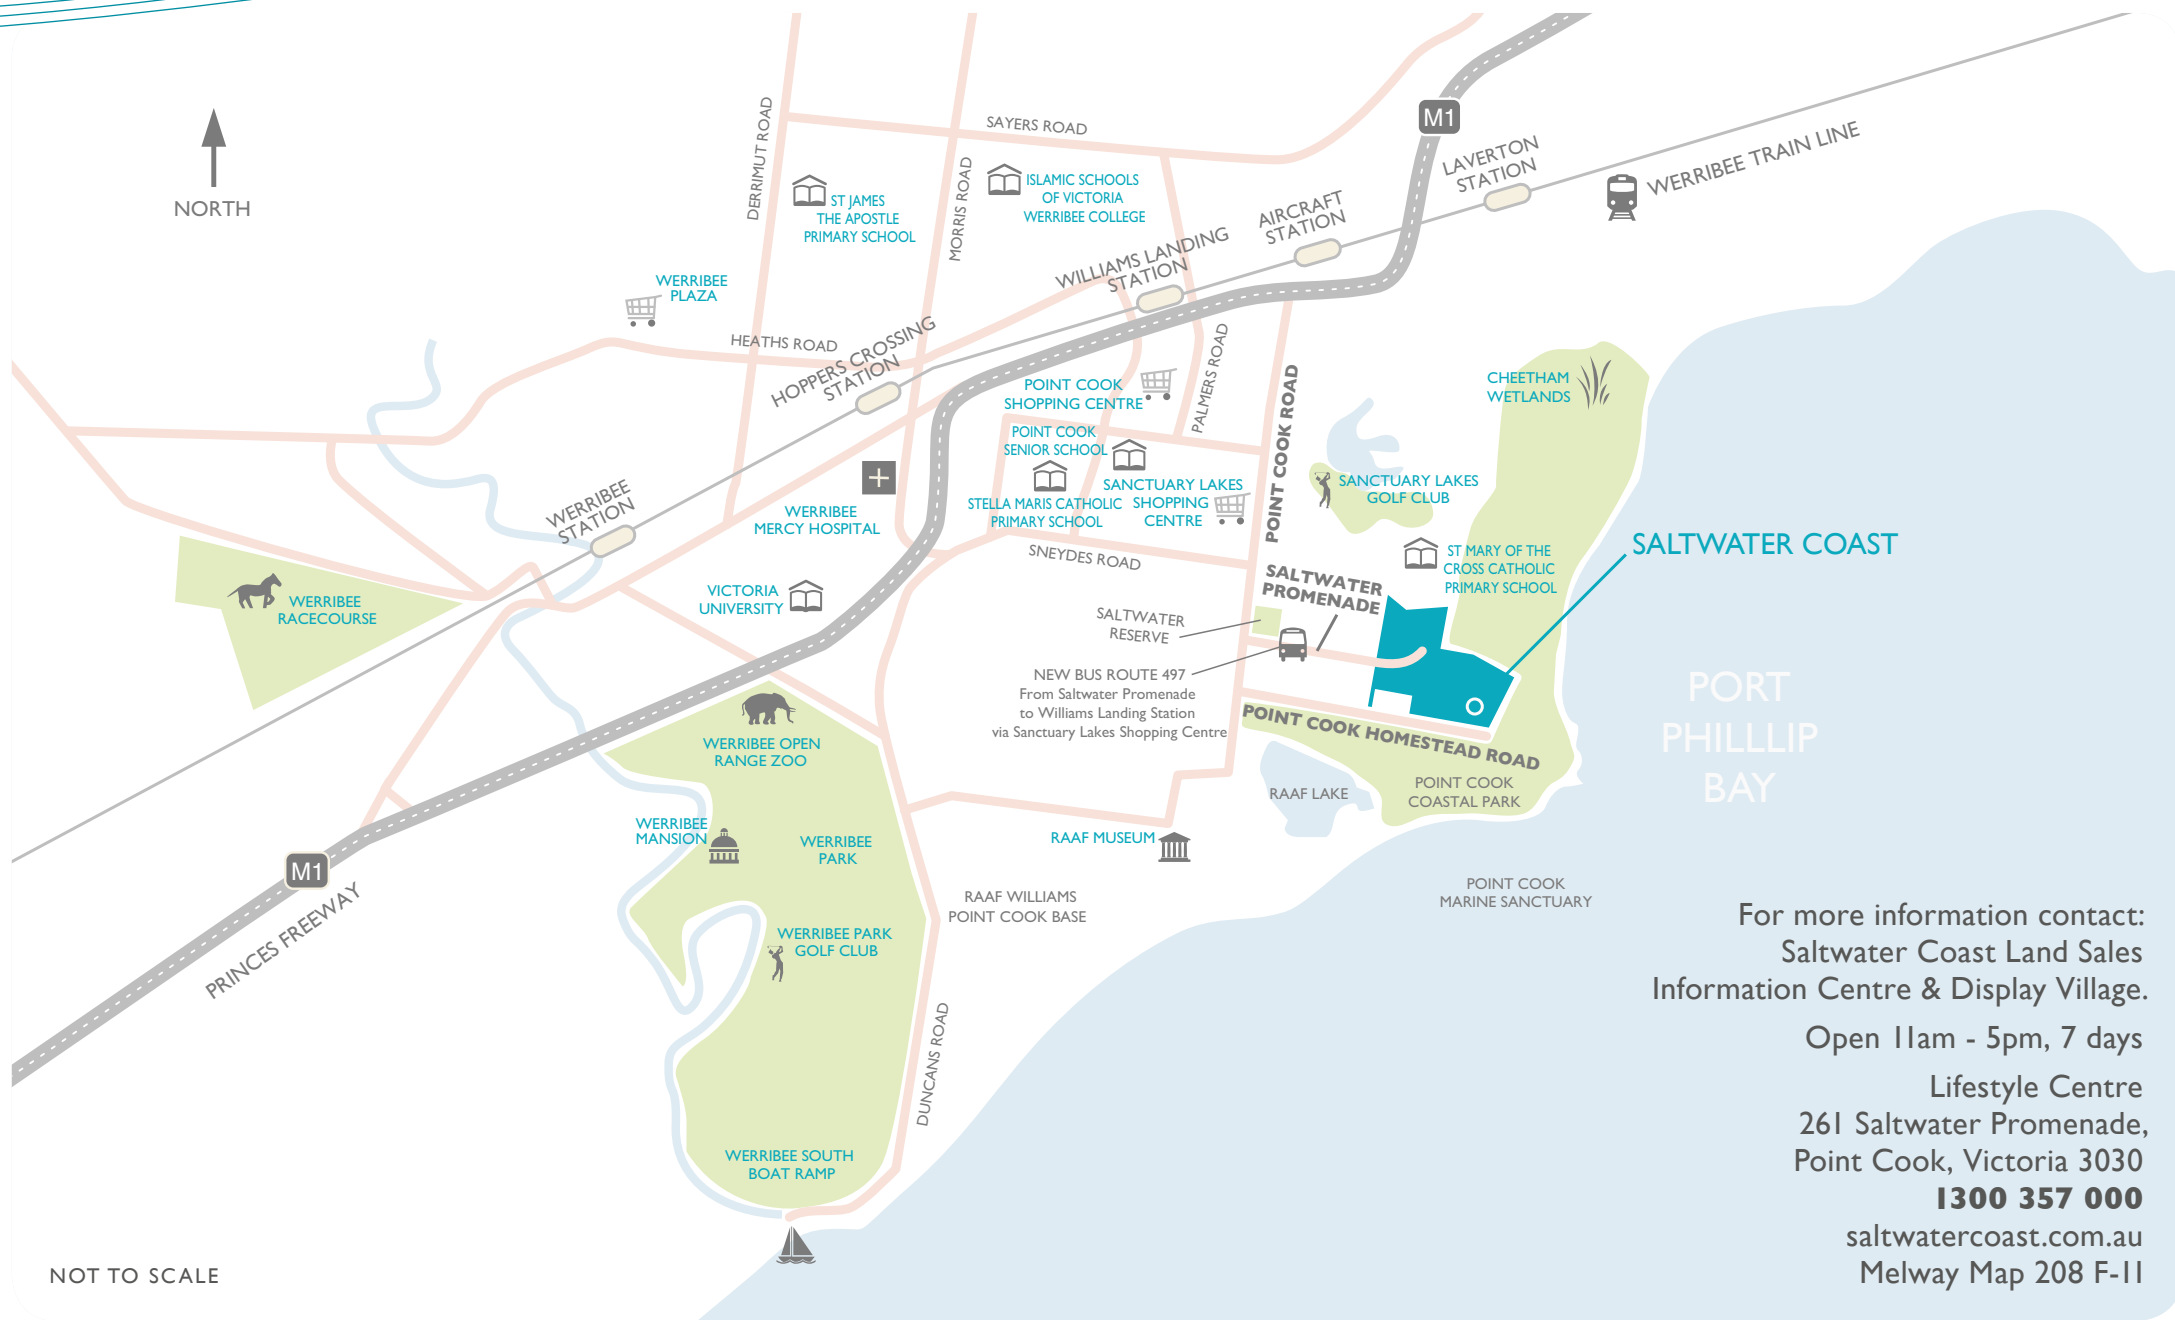 NORTH
DERRIMUT ROAD
SAYERS ROAD
MORRIS ROAD
ST JAMES
THE APOSTLE
PRIMARY SCHOOL
ISLAMIC SCHOOLS
OF VICTORIA
WERRIBEE COLLEGE
M1
LAVERTON
STATION
WERRIBEE TRAIN LINE
AIRCRAFT
STATION
WILLIAMS LANDING
STATION
WERRIBEE
PLAZA
HEATHS ROAD
HOPPERS CROSSING
STATION
POINT COOK
SHOPPING CENTRE
PALMERS ROAD
POINT COOK ROAD
CHEETHAM
WETLANDS
POINT COOK
SENIOR SCHOOL
STELLA MARIS CATHOLIC
PRIMARY SCHOOL
SANCTUARY LAKES
SHOPPING
CENTRE
SANCTUARY LAKES
GOLF CLUB
WERRIBEE
STATION
WERRIBEE
MERCY HOSPITAL
SNEYDES ROAD
ST MARY OF THE
CROSS CATHOLIC
PRIMARY SCHOOL
SALTWATER COAST
WERRIBEE
RACECOURSE
VICTORIA
UNIVERSITY
SALTWATER
PROMENADE
SALTWATER
RESERVE
NEW BUS ROUTE 497
From Saltwater Promenade
to Williams Landing Station
via Sanctuary Lakes Shopping Centre
POINT COOK HOMESTEAD ROAD
PORT
PHILLLIP
BAY
WERRIBEE OPEN
RANGE ZOO
RAAF LAKE
POINT COOK
COASTAL PARK
WERRIBEE
MANSION
WERRIBEE
PARK
RAAF MUSEUM
M1
PRINCES FREEWAY
RAAF WILLIAMS
POINT COOK BASE
POINT COOK
MARINE SANCTUARY
WERRIBEE PARK
GOLF CLUB
DUNCANS ROAD
WERRIBEE SOUTH
BOAT RAMP
For more information contact:
Saltwater Coast Land Sales
Information Centre & Display Village.
Open 11am - 5pm, 7 days
Lifestyle Centre
261 Saltwater Promenade,
Point Cook, Victoria 3030
1300 357 000
saltwatercoast.com.au
Melway Map 208 F-11
NOT TO SCALE